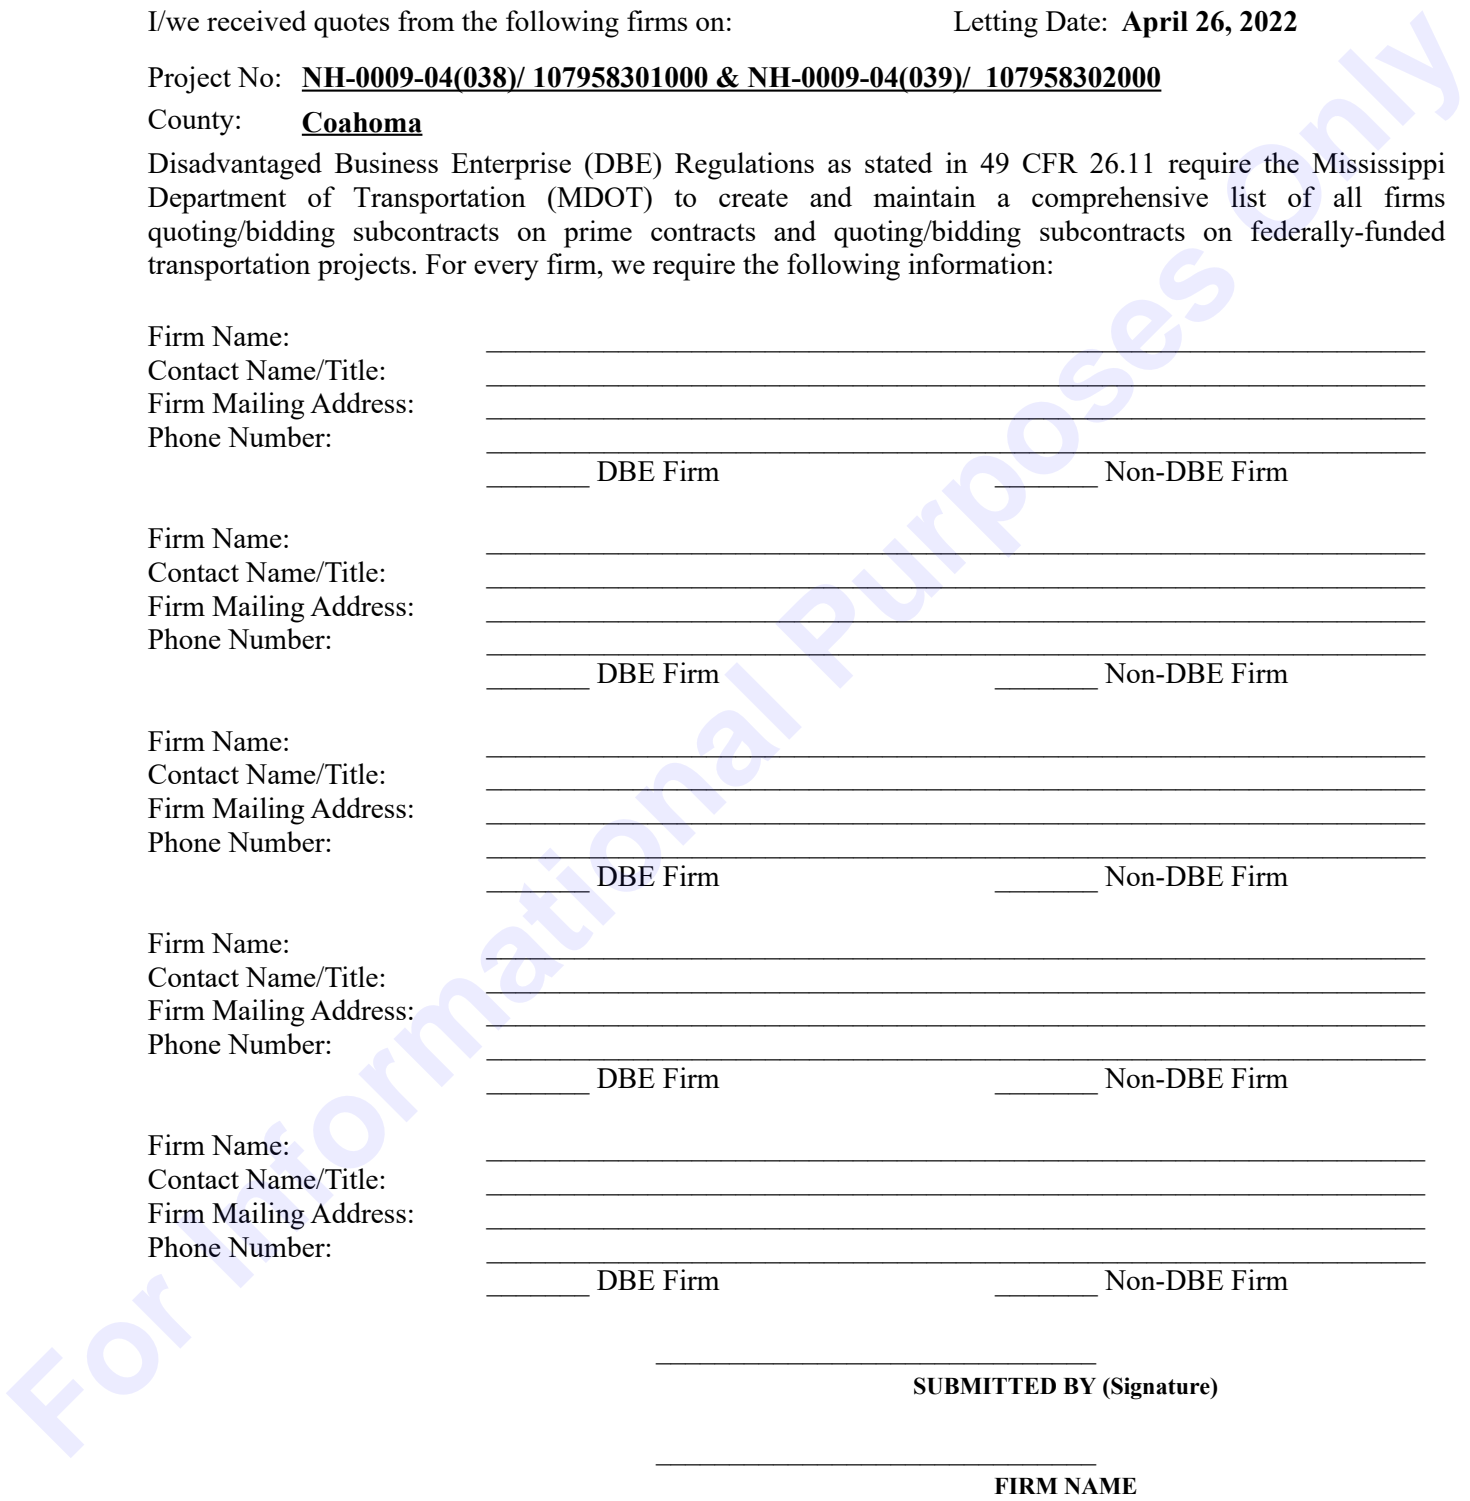 I/we received quotes from the following firms on: Letting Date: April 26, 2022
Project No: NH-0009-04(038)/ 107958301000 & NH-0009-04(039)/ 107958302000
County: Coahoma
Disadvantaged Business Enterprise (DBE) Regulations as stated in 49 CFR 26.11 require the Mississippi
Department of Transportation (MDOT) to create and maintain a comprehensive list of all firms
quoting/bidding subcontracts on prime contracts and quoting/bidding subcontracts on federally-funded
transportation projects. For every firm, we require the following information:
Firm Name:
Contact Name/Title:
Firm Mailing Address:
Phone Number:
DBE Firm Non-DBE Firm
Firm Name:
Contact Name/Title:
Firm Mailing Address:
Phone Number:
DBE Firm Non-DBE Firm
Firm Name:
Contact Name/Title:
Firm Mailing Address:
Phone Number:
DBE Firm Non-DBE Firm
Firm Name:
Contact Name/Title:
Firm Mailing Address:
Phone Number:
DBE Firm Non-DBE Firm
Firm Name:
Contact Name/Title:
Firm Mailing Address:
Phone Number:
DBE Firm Non-DBE Firm
SUBMITTED BY (Signature)
FIRM NAME
For Informational Purposes Only